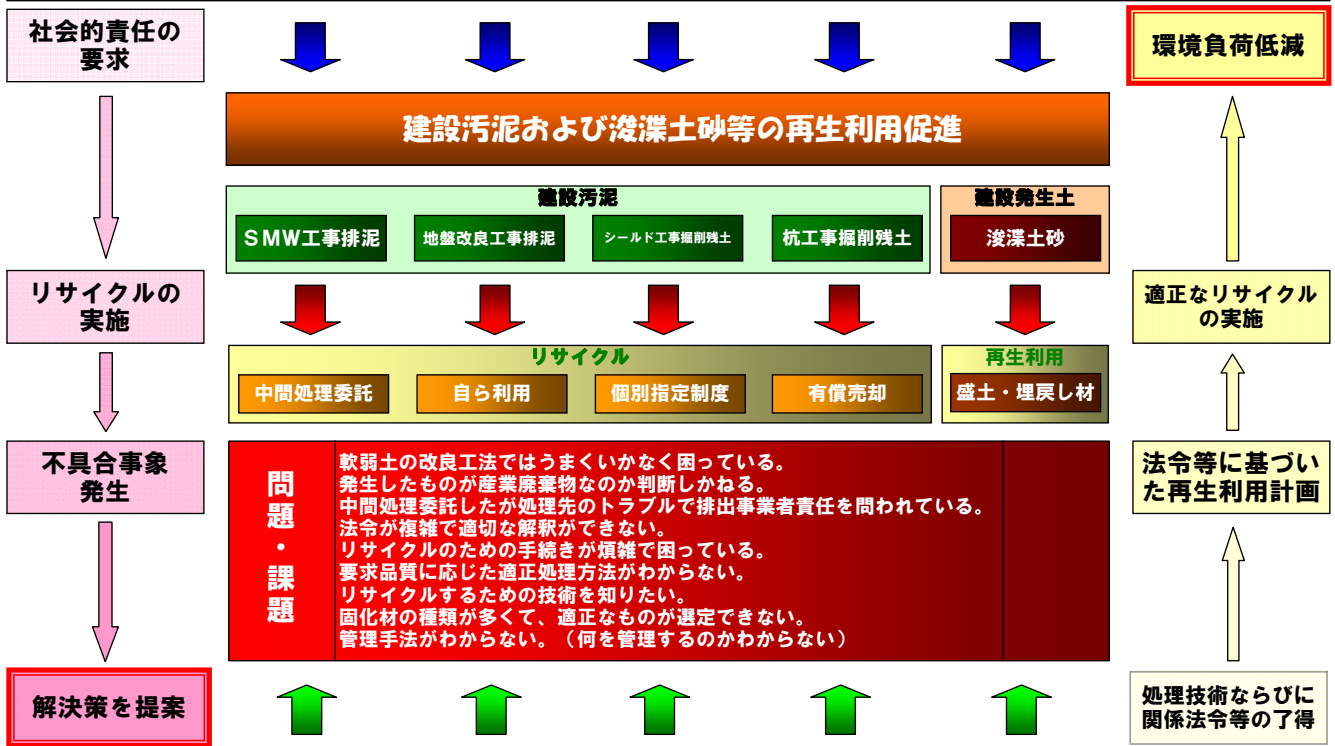 社会的責任の
要求
環境負荷低減
建設汚泥および浚渫土砂等の再生利用促進
建設汚泥
建設発生土
SMW工事排泥
地盤改良工事排泥
シールド工事掘削残土
杭工事掘削残土
浚渫土砂
リサイクルの
実施
適正なリサイクル
の実施
リサイクル
再生利用
中間処理委託
自ら利用
個別指定制度
有償売却
盛土・埋戻し材
不具合事象
発生
法令等に基づい
た再生利用計画
問題・課題
軟弱土の改良工法ではうまくいかなく困っている。
発生したものが産業廃棄物なのか判断しかねる。
中間処理委託したが処理先のトラブルで排出事業者責任を問われている。
法令が複雑で適切な解釈ができない。
リサイクルのための手続きが煩雑で困っている。
要求品質に応じた適正処理方法がわからない。
リサイクルするための技術を知りたい。
固化材の種類が多くて、適正なものが選定できない。
管理手法がわからない。(何を管理するのかわからない)
解決策を提案
処理技術ならびに
関係法令等の了得